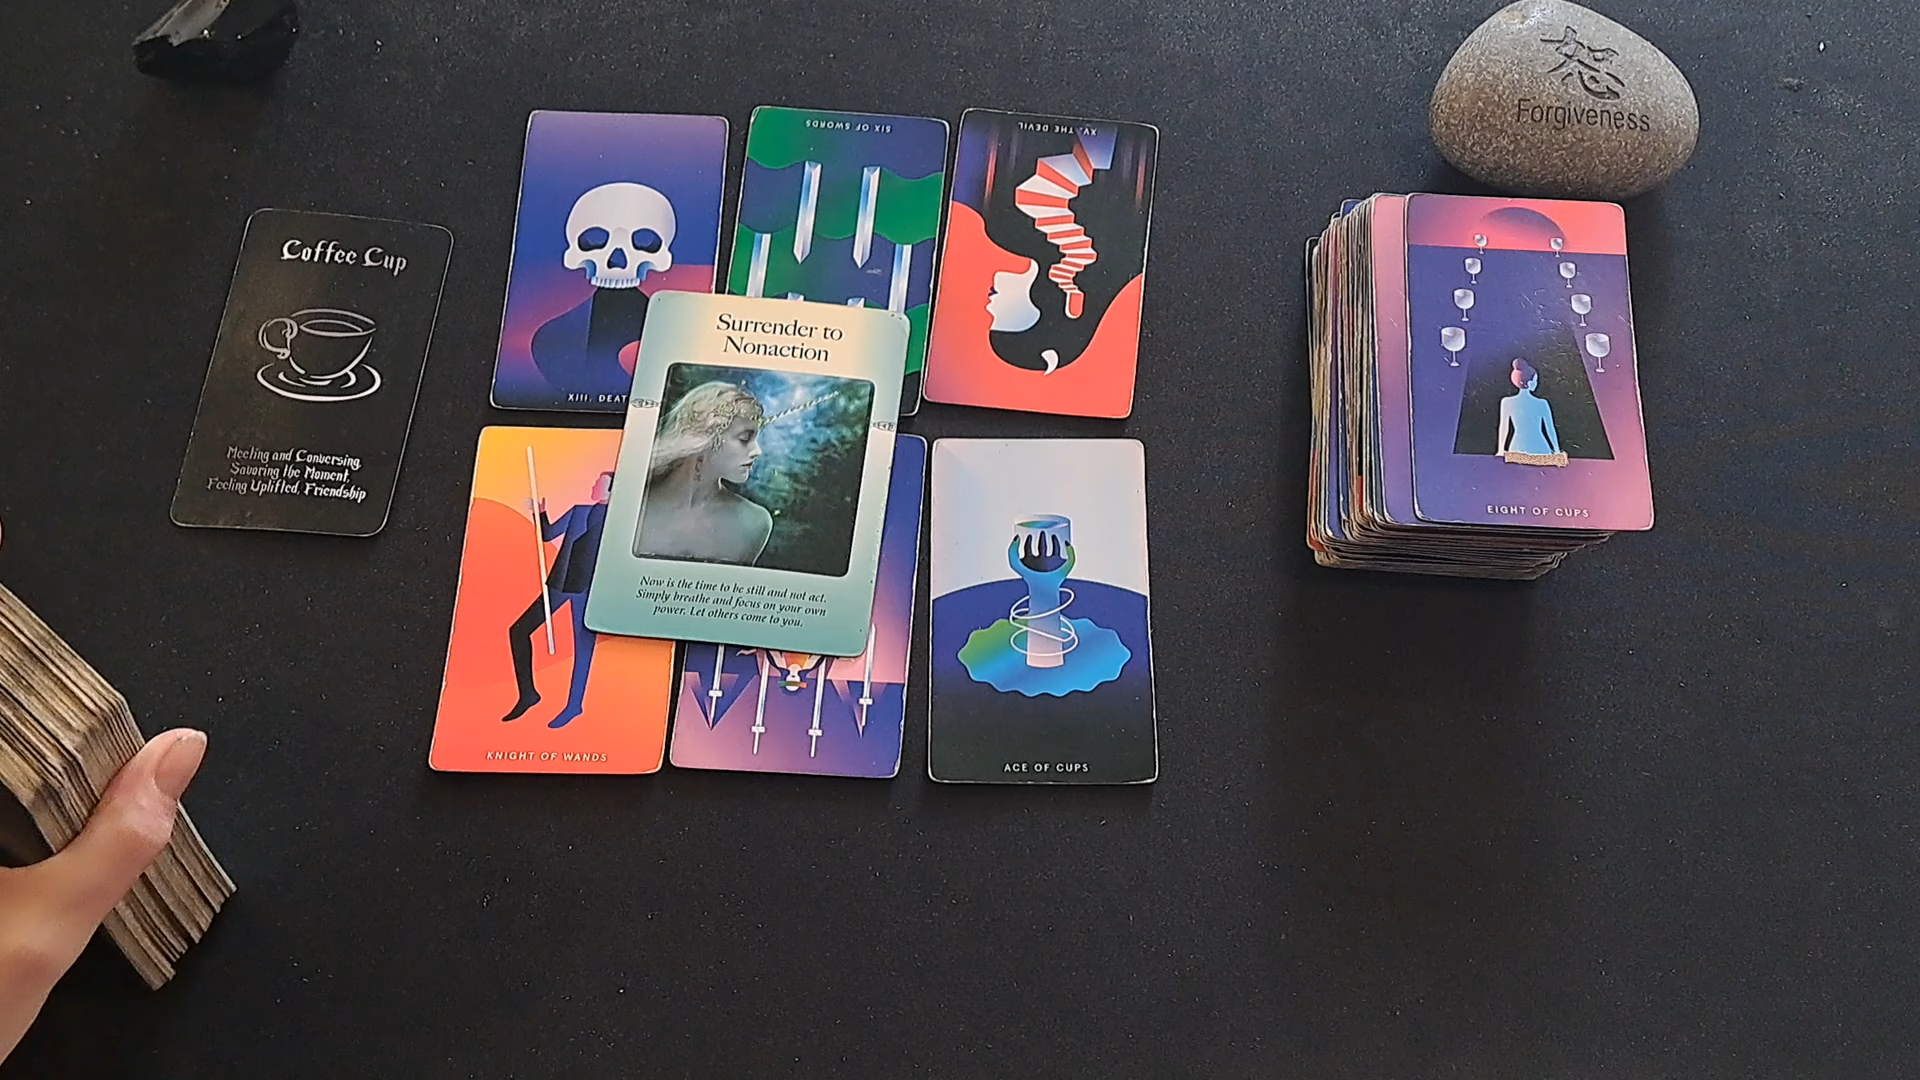 Coffee Cup
Meeting and Conversing,
Savoring the Moment,
Feeling Uplifted, Friendship
XIII. DEAT
SIX OF SWORDS
XV. THE DEVIL
Surrender to
Nonaction
Now is the time to be still and not act.
Simply breathe and focus on your own
power. Let others come to you.
KNIGHT OF WANDS
ACE OF CUPS
Forgiveness
EIGHT OF CUPS